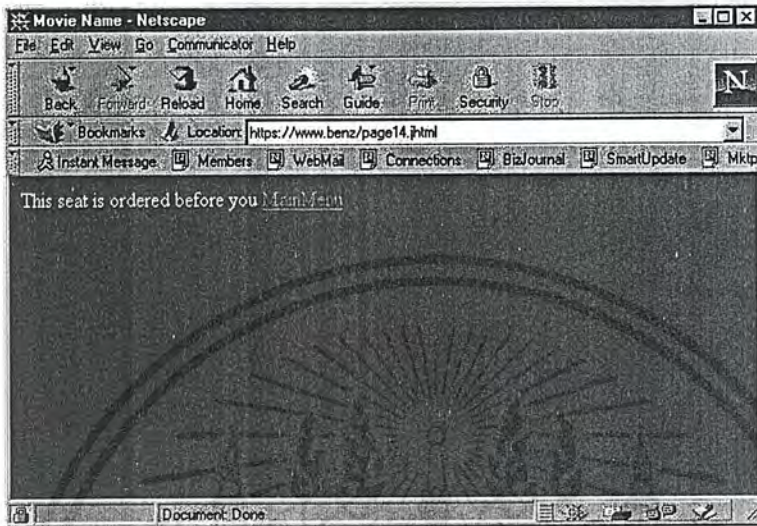 Movie Name - Netscape
File Edit View Go Communicator Help
Back Forward Reload Home Search Guide Print Security Stop
N
Bookmarks Location: https://www.benz/page14.jhtml
Instant Message Members WebMail Connections BizJournal SmartUpdate Mktp
This seat is ordered before you MainMenu
Document: Done